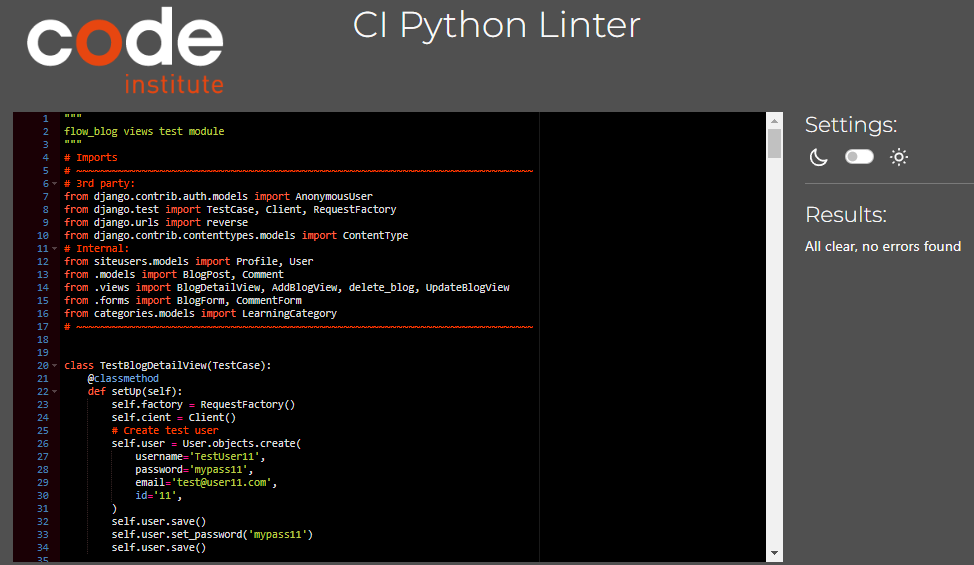 code
institute
CI Python Linter
1 """
2 flow_blog views test module
3 """
4 # Imports
5 # ~~~~~~~~~~~~~~~~~~~~~~~~~~~~~~~~~~~~~~~~~~~~~~~~~~~~~~~~~~~~~~~~~~~~~~~~~~~~~
6 # 3rd party:
7 from django.contrib.auth.models import AnonymousUser
8 from django.test import TestCase, Client, RequestFactory
9 from django.urls import reverse
10 from django.contrib.contenttypes.models import ContentType
11 # Internal:
12 from siteusers.models import Profile, User
13 from .models import BlogPost, Comment
14 from .views import BlogDetailView, AddBlogView, delete_blog, UpdateBlogView
15 from .forms import BlogForm, CommentForm
16 from categories.models import LearningCategory
17 # ~~~~~~~~~~~~~~~~~~~~~~~~~~~~~~~~~~~~~~~~~~~~~~~~~~~~~~~~~~~~~~~~~~~~~~~~~~~~~
18
19
20 class TestBlogDetailView(TestCase):
21     @classmethod
22     def setUp(self):
23         self.factory = RequestFactory()
24         self.cient = Client()
25         # Create test user
26         self.user = User.objects.create(
27             username='TestUser11',
28             password='mypass11',
29             email='test@user11.com',
30             id='11',
31         )
32         self.user.save()
33         self.user.set_password('mypass11')
34         self.user.save()
35
Settings:
Results:
All clear, no errors found